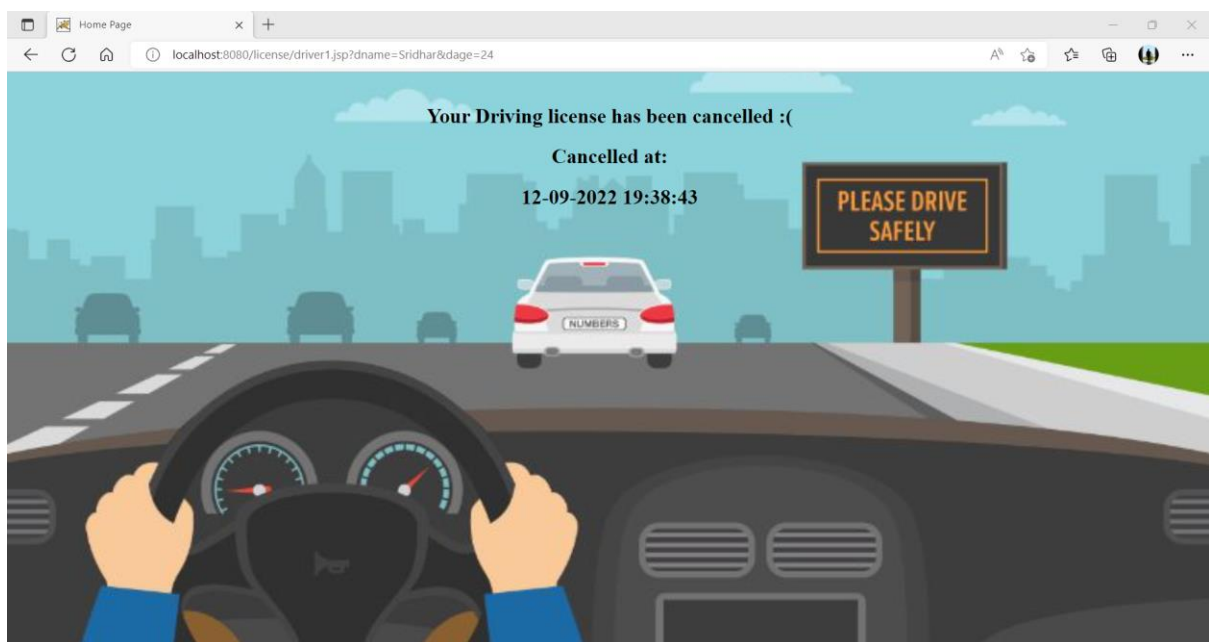 Home Page
localhost:8080/license/driver1.jsp?dname=Sridhar&dage=24
Your Driving license has been cancelled :(
Cancelled at:
12-09-2022 19:38:43
PLEASE DRIVE
SAFELY
NUMBERS